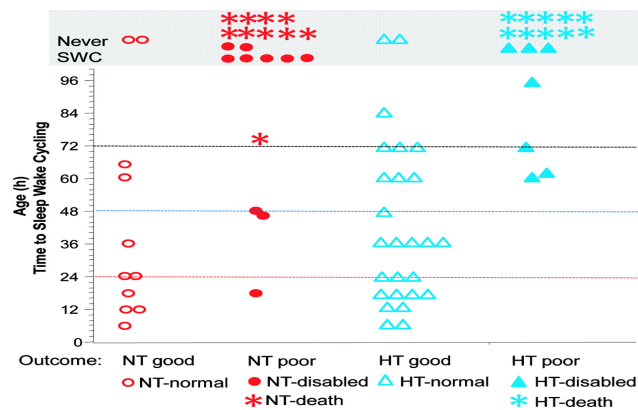 Never
SWC
96
84
72
60
48
36
24
12
0
Age (h)
Time to Sleep Wake Cycling
Outcome: NT good NT poor HT good HT poor
NT-normal NT-disabled HT-normal HT-disabled
NT-death HT-death